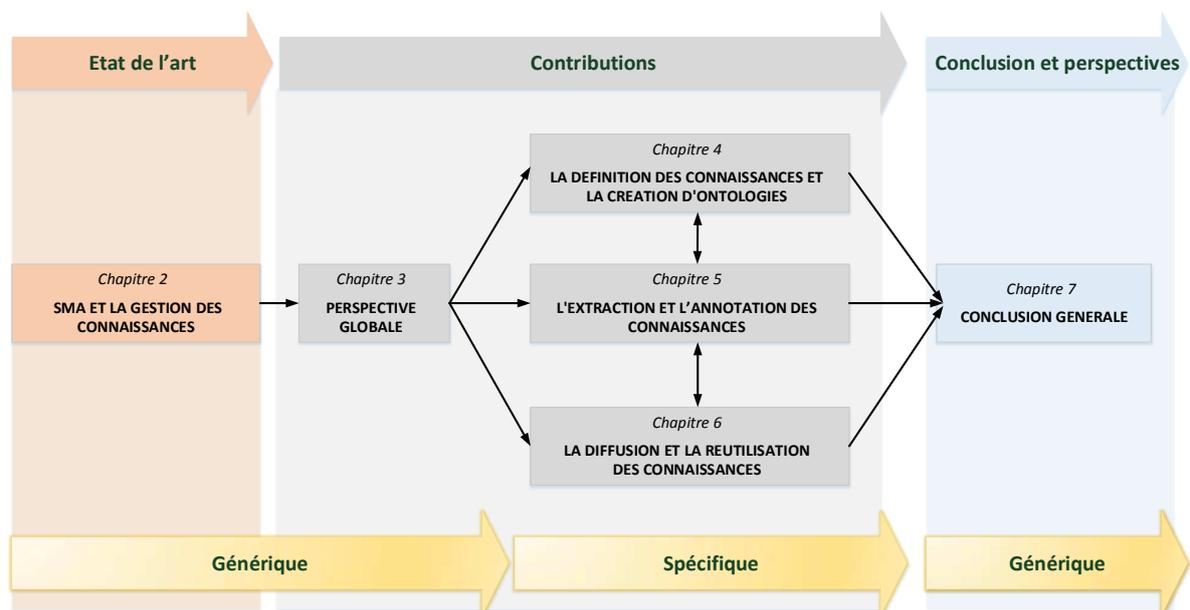 Etat de l’art
Contributions
Conclusion et perspectives
Chapitre 4
LA DEFINITION DES CONNAISSANCES ET
LA CREATION D'ONTOLOGIES
Chapitre 2
SMA ET LA GESTION DES
CONNAISSANCES
Chapitre 3
PERSPECTIVE
GLOBALE
Chapitre 5
L'EXTRACTION ET L’ANNOTATION DES
CONNAISSANCES
Chapitre 7
CONCLUSION GENERALE
Chapitre 6
LA DIFFUSION ET LA REUTILISATION
DES CONNAISSANCES
Générique
Spécifique
Générique